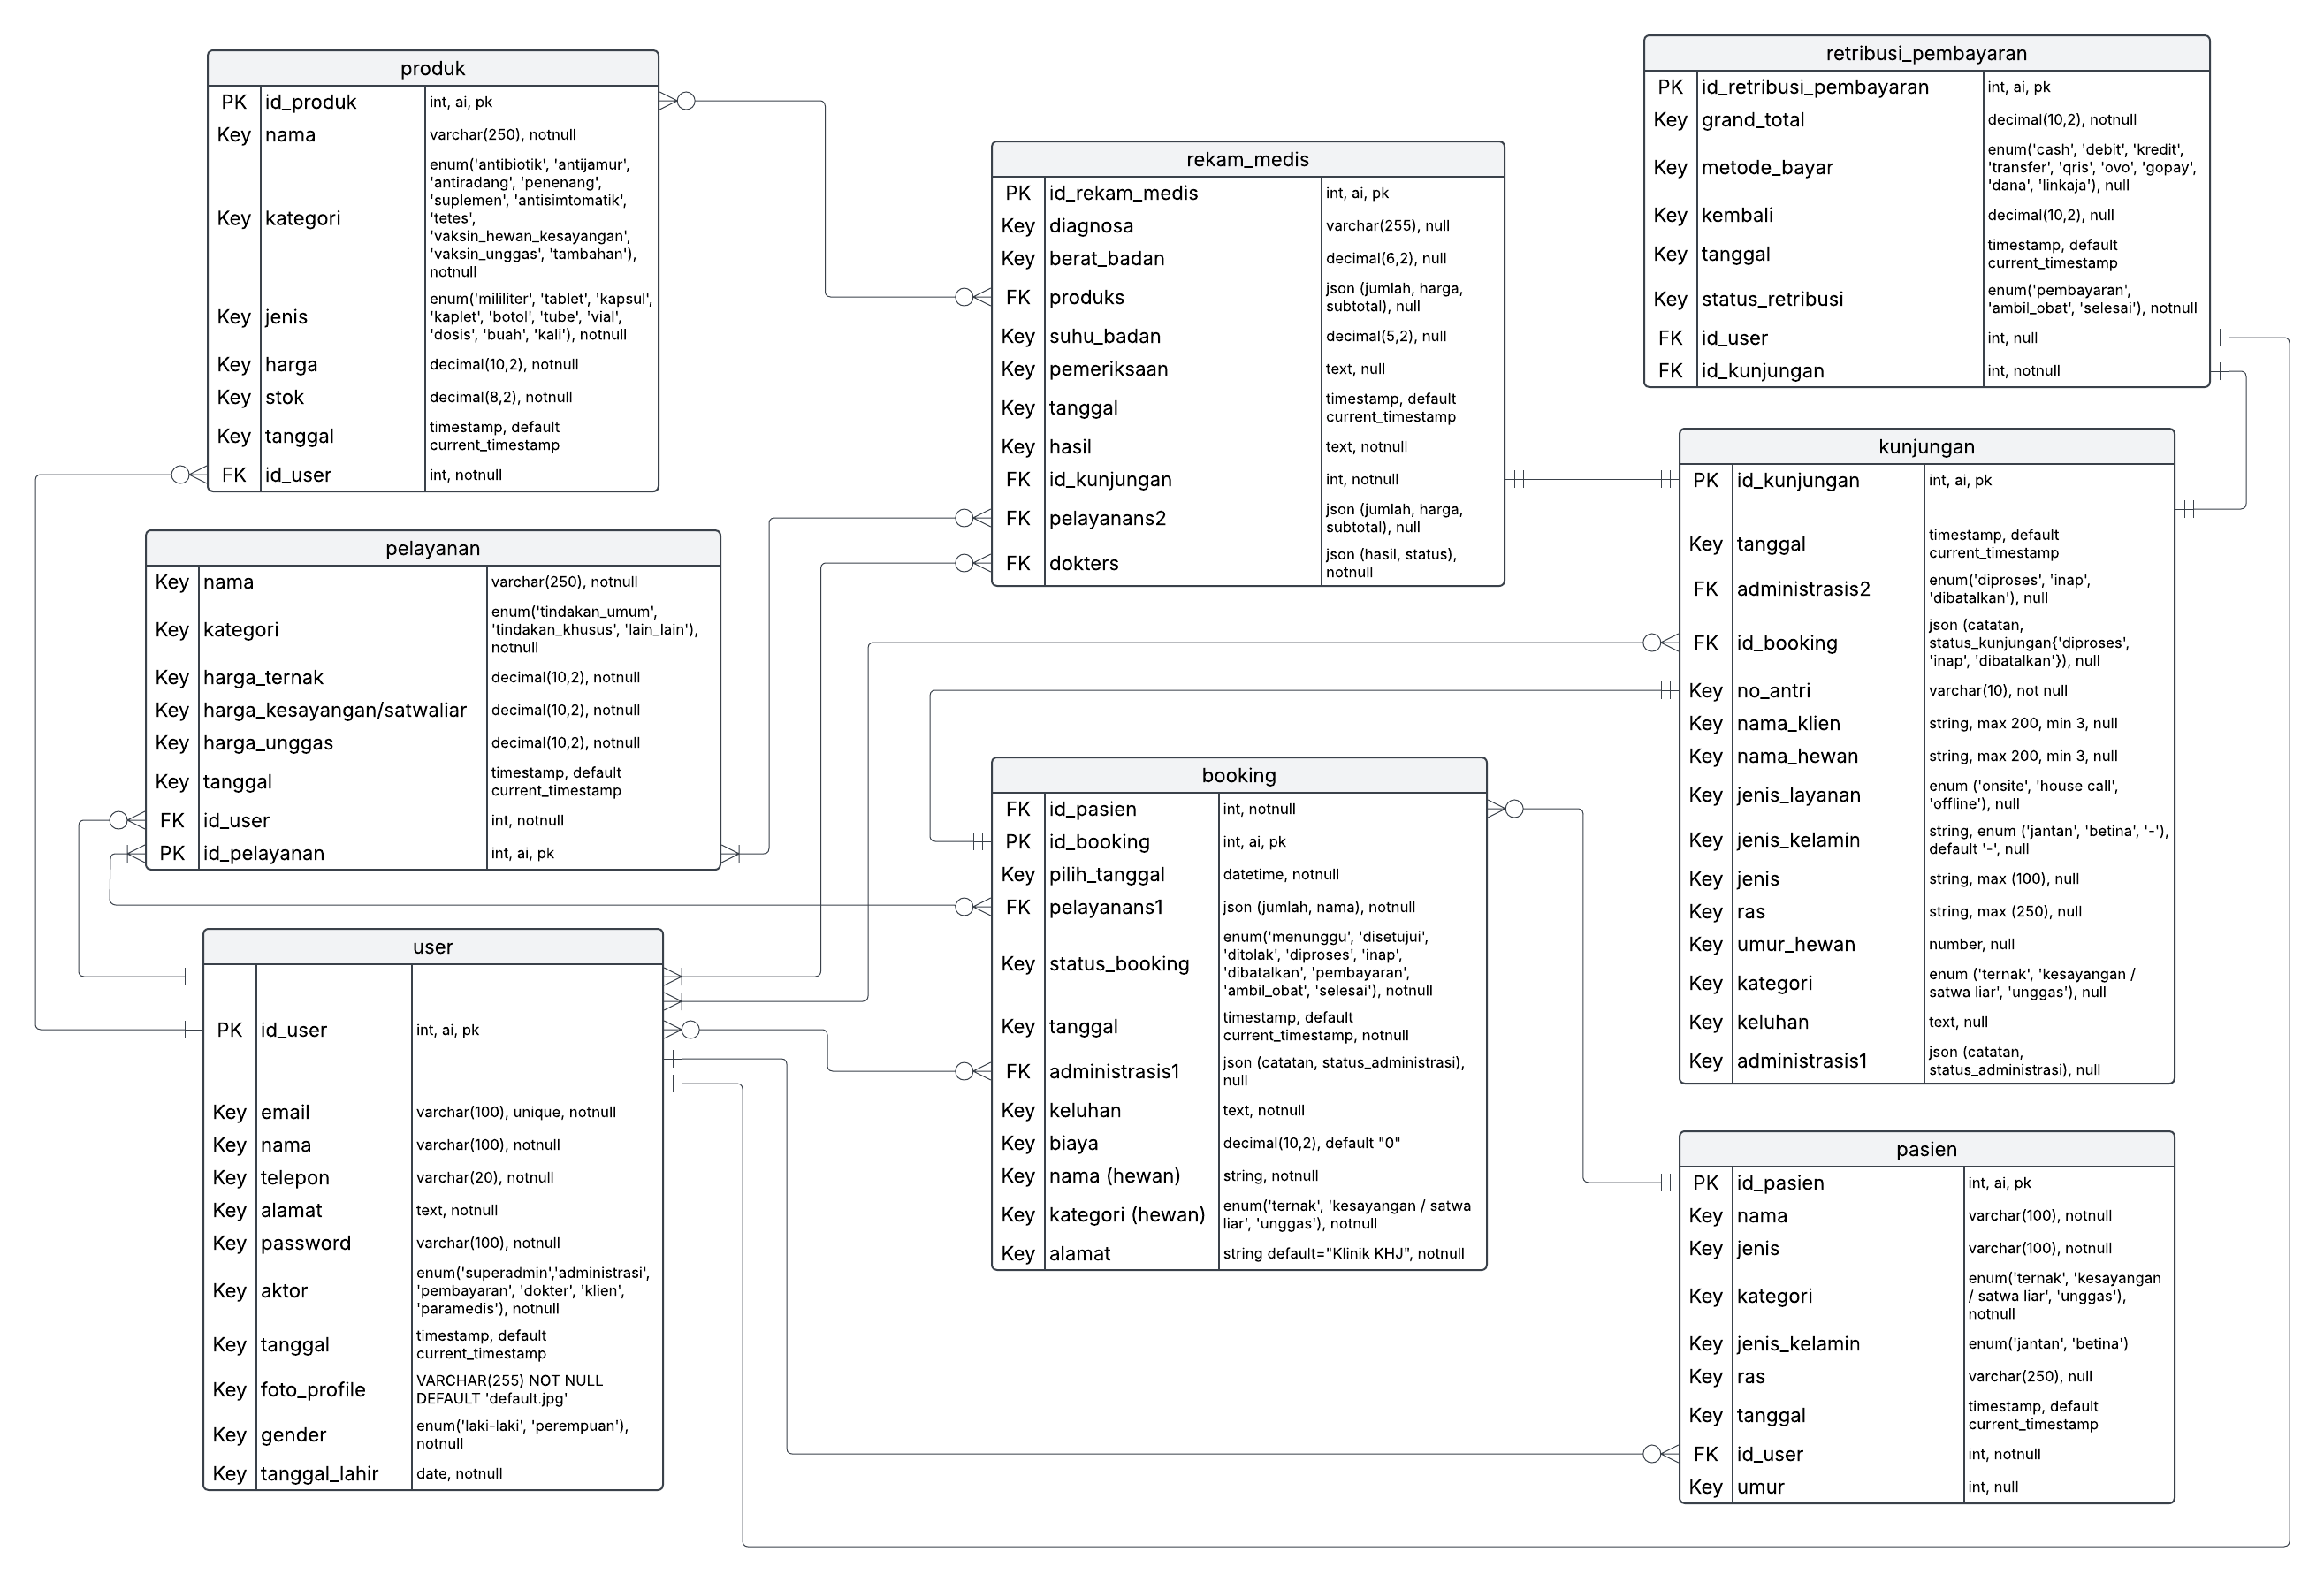 produk
PK id_produk int, ai, pk
Key nama varchar(250), notnull
Key kategori enum('antibiotik', 'antijamur',
'antiradang', 'penenang',
'suplemen', 'antisimtomatik',
'tetes',
'vaksin_hewan_kesayangan',
'vaksin_unggas', 'tambahan'),
notnull
Key jenis enum('mililiter', 'tablet', 'kapsul',
'kaplet', 'botol', 'tube', 'vial',
'dosis', 'buah', 'kali'), notnull
Key harga decimal(10,2), notnull
Key stok decimal(8,2), notnull
Key tanggal timestamp, default
current_timestamp
FK id_user int, notnull
pelayanan
Key nama varchar(250), notnull
Key kategori enum('tindakan_umum',
'tindakan_khusus', 'lain_lain'),
notnull
Key harga_ternak decimal(10,2), notnull
Key harga_kesayangan/satwaliar decimal(10,2), notnull
Key harga_unggas decimal(10,2), notnull
Key tanggal timestamp, default
current_timestamp
FK id_user int, notnull
PK id_pelayanan int, ai, pk
user
PK id_user int, ai, pk
Key email varchar(100), unique, notnull
Key nama varchar(100), notnull
Key telepon varchar(20), notnull
Key alamat text, notnull
Key password varchar(100), notnull
Key aktor enum('superadmin','administrasi',
'pembayaran', 'dokter', 'klien',
'paramedis'), notnull
Key tanggal timestamp, default
current_timestamp
Key foto_profile VARCHAR(255) NOT NULL
DEFAULT 'default.jpg'
Key gender enum('laki-laki', 'perempuan'),
notnull
Key tanggal_lahir date, notnull
rekam_medis
PK id_rekam_medis int, ai, pk
Key diagnosa varchar(255), null
Key berat_badan decimal(6,2), null
FK produks json (jumlah, harga,
subtotal), null
Key suhu_badan decimal(5,2), null
Key pemeriksaan text, null
Key tanggal timestamp, default
current_timestamp
Key hasil text, notnull
FK id_kunjungan int, notnull
FK pelayanans2 json (jumlah, harga,
subtotal), null
FK dokters json (hasil, status),
notnull
booking
FK id_pasien int, notnull
PK id_booking int, ai, pk
Key pilih_tanggal datetime, notnull
FK pelayanans1 json (jumlah, nama), notnull
Key status_booking enum('menunggu', 'disetujui',
'ditolak', 'diproses', 'inap',
'dibatalkan', 'pembayaran',
'ambil_obat', 'selesai'), notnull
Key tanggal timestamp, default
current_timestamp, notnull
FK administrasis1 json (catatan, status_administrasi),
null
Key keluhan text, notnull
Key biaya decimal(10,2), default "0"
Key nama (hewan) string, notnull
Key kategori (hewan) enum('ternak', 'kesayangan / satwa
liar', 'unggas'), notnull
Key alamat string default="Klinik KHJ", notnull
retribusi_pembayaran
PK id_retribusi_pembayaran int, ai, pk
Key grand_total decimal(10,2), notnull
Key metode_bayar enum('cash', 'debit', 'kredit',
'transfer', 'qris', 'ovo', 'gopay',
'dana', 'linkaja'), null
Key kembali decimal(10,2), null
Key tanggal timestamp, default
current_timestamp
Key status_retribusi enum('pembayaran',
'ambil_obat', 'selesai'), notnull
FK id_user int, null
FK id_kunjungan int, notnull
kunjungan
PK id_kunjungan int, ai, pk
Key tanggal timestamp, default
current_timestamp
FK administrasis2 enum('diproses', 'inap',
'dibatalkan'), null
FK id_booking json (catatan,
status_kunjungan{'diproses',
'inap', 'dibatalkan'}), null
Key no_antri varchar(10), not null
Key nama_klien string, max 200, min 3, null
Key nama_hewan string, max 200, min 3, null
Key jenis_layanan enum ('onsite', 'house call',
'offline'), null
Key jenis_kelamin string, enum ('jantan', 'betina', '-'),
default '-', null
Key jenis string, max (100), null
Key ras string, max (250), null
Key umur_hewan number, null
Key kategori enum ('ternak', 'kesayangan /
satwa liar', 'unggas'), null
Key keluhan text, null
Key administrasis1 json (catatan,
status_administrasi), null
pasien
PK id_pasien int, ai, pk
Key nama varchar(100), notnull
Key jenis varchar(100), notnull
Key kategori enum('ternak', 'kesayangan
/ satwa liar', 'unggas'),
notnull
Key jenis_kelamin enum('jantan', 'betina')
Key ras varchar(250), null
Key tanggal timestamp, default
current_timestamp
FK id_user int, notnull
Key umur int, null